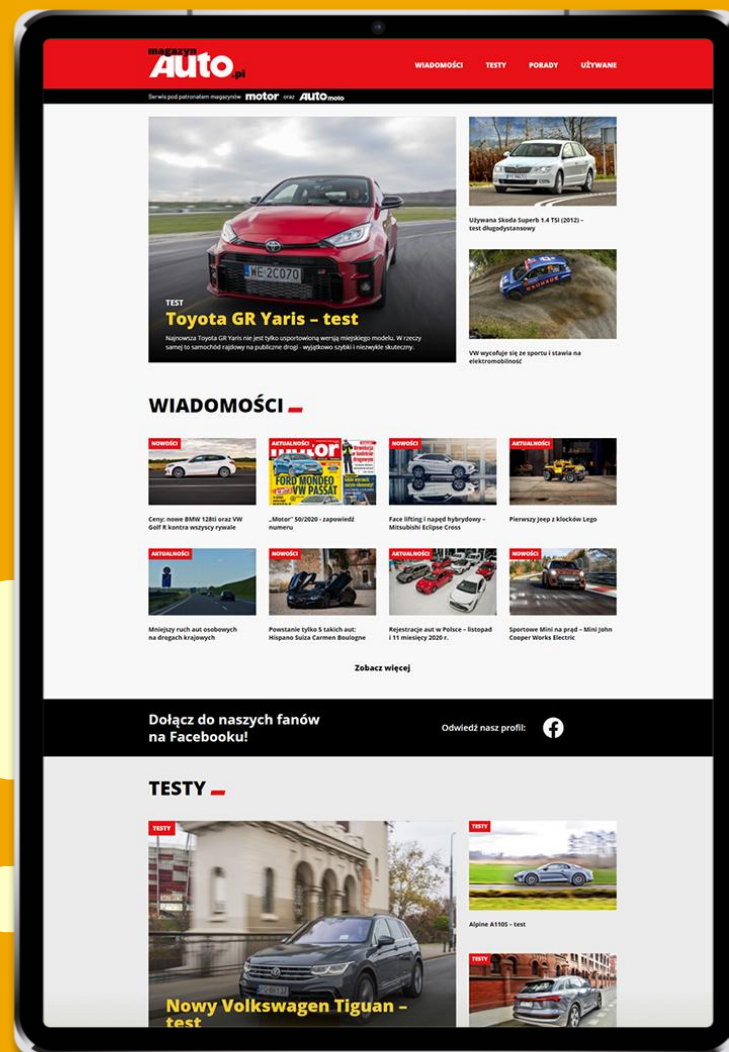 magazyn
Auto.pl
WIADOMOŚCI TESTY PORADY UŻYWANE
Serwis pod patronatem magazynów motor oraz AUTO moto
WE 2C070
TEST
Toyota GR Yaris – test
Najnowsza Toyota GR Yaris nie jest tylko usportowioną wersją miejskiego modelu. W rzeczy
samej to samochód rajdowy na publiczne drogi - wyjątkowo szybki i niezwykle skuteczny.
Używana Skoda Superb 1.4 TSI (2012) –
test długodystansowy
VW wycofuje się ze sportu i stawia na
elektromobilność
WIADOMOŚCI
NOWOŚCI
Ceny: nowe BMW 128ti oraz VW
Golf R kontra wszyscy rywale
AKTUALNOŚCI
motor
FORD MONDEO
VW PASSAT
„Motor” 50/2020 - zapowiedź
numeru
NOWOŚCI
Face lifting i napęd hybrydowy –
Mitsubishi Eclipse Cross
AKTUALNOŚCI
Pierwszy Jeep z klocków Lego
AKTUALNOŚCI
Mniejszy ruch aut osobowych
na drogach krajowych
NOWOŚCI
Powstanie tylko 5 takich aut:
Hispano Suiza Carmen Boulogne
AKTUALNOŚCI
Rejestracje aut w Polsce – listopad
i 11 miesięcy 2020 r.
NOWOŚCI
Sportowe Mini na prąd – Mini John
Cooper Works Electric
Zobacz więcej
Dołącz do naszych fanów
na Facebooku!
Odwiedź nasz profil:
TESTY
TESTY
Nowy Volkswagen Tiguan –
test
TESTY
Alpine A110S – test
TESTY